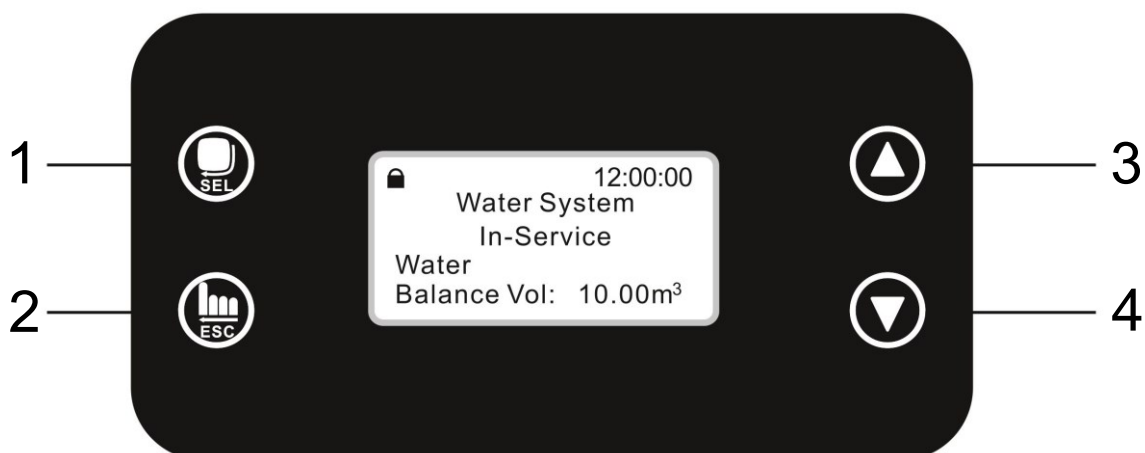 1
SEL
2
ESC
12:00:00
Water System
In-Service
Water
Balance Vol: 10.00m³
3
4